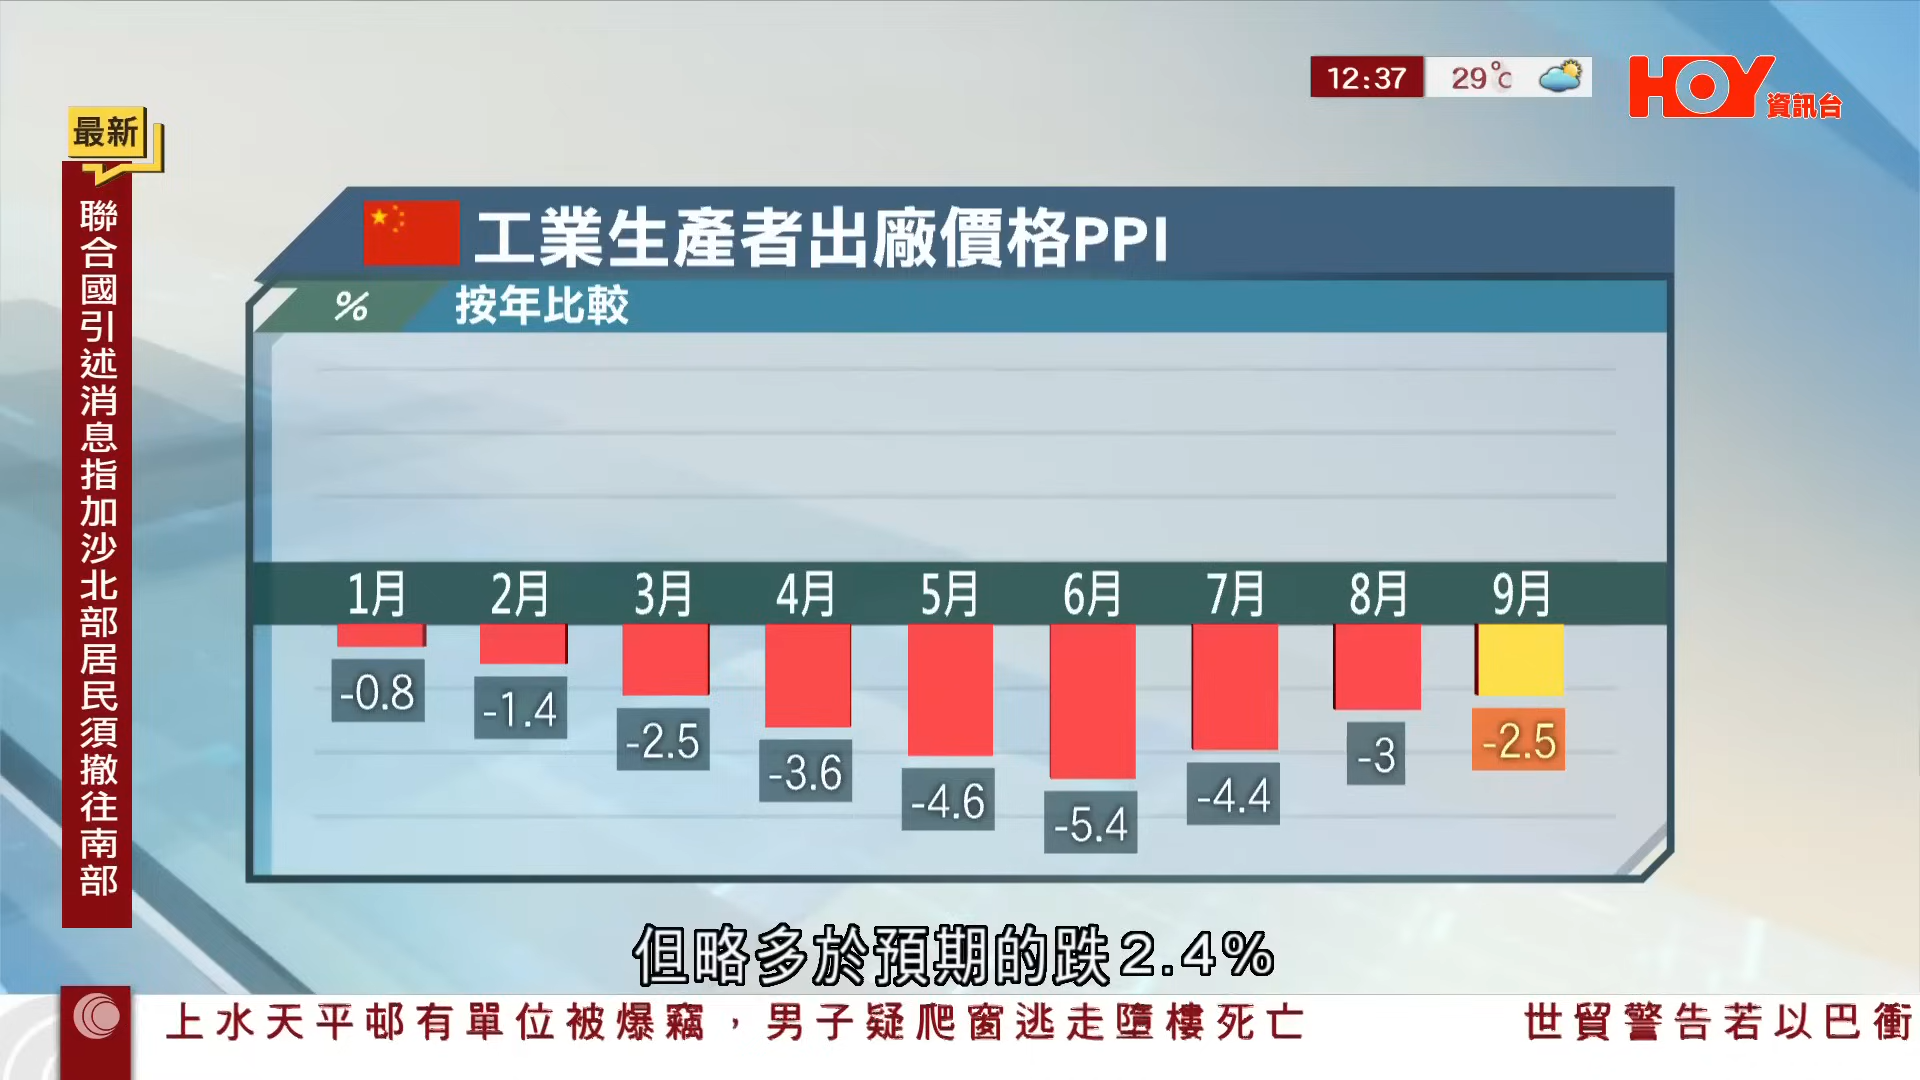 12:37
29°C
HOY
資訊台
最新
聯合國引述消息指加沙北部居民須撤往南部
工業生產者出廠價格PPI
%
按年比較
1月 2月 3月 4月 5月 6月 7月 8月 9月
-0.8 -1.4 -2.5 -3.6 -4.6 -5.4 -4.4 -3 -2.5
但略多於預期的跌2.4%
上水天平邨有單位被爆竊，男子疑爬窗逃走墮樓死亡
世貿警告若以巴衝